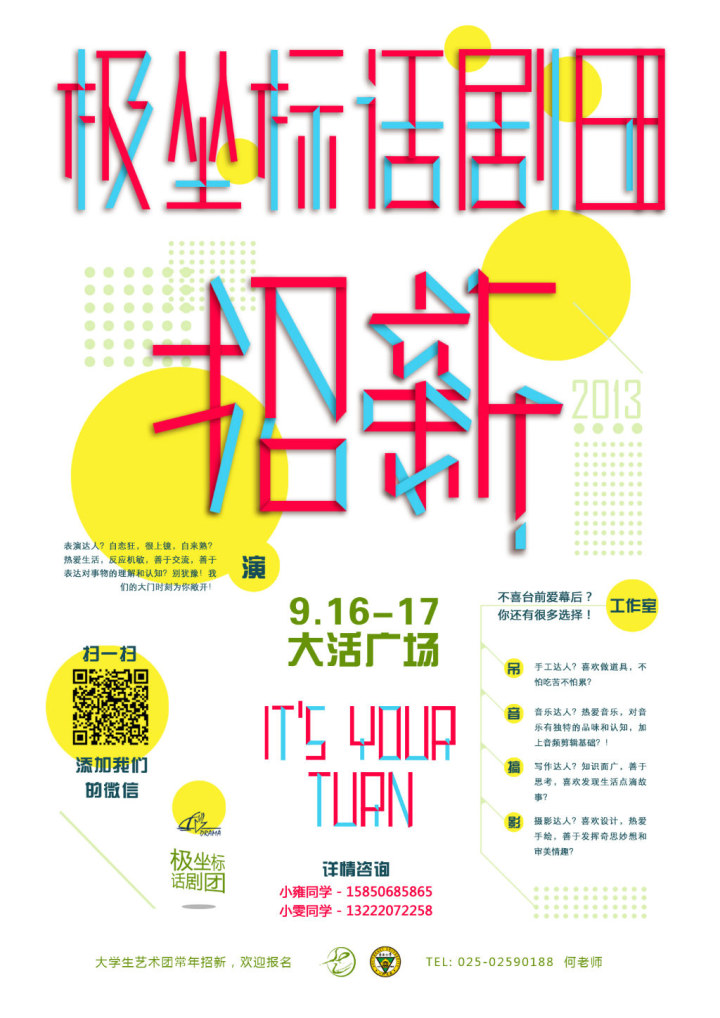 极坐标话剧团
招新
2013
表演达人？自恋狂，很上镜，自来熟？
热爱生活，反应机敏，善于交流，善于
表达对事物的理解和认知？别犹豫！我
们的大门时刻为你敞开！
演
9.16-17
大活广场
不喜台前爱幕后？
你还有很多选择！
工作室
吊
手工达人？喜欢做道具，不
怕吃苦不怕累？
音
音乐达人？热爱音乐，对音
乐有独特的品味和认知，加
上音频剪辑基础？！
搞
写作达人？知识面广，善于
思考，喜欢发现生活点滴故
事？
影
摄影达人？喜欢设计，热爱
手绘，善于发挥奇思妙想和
审美情趣？
扫一扫
添加我们
的微信
IT'S YOUR
TURN
DRAMA
极坐标
话剧团
详情咨询
小雍同学 - 15850685865
小雯同学 - 13222072258
大学生艺术团常年招新，欢迎报名
TEL: 025-02590188 何老师